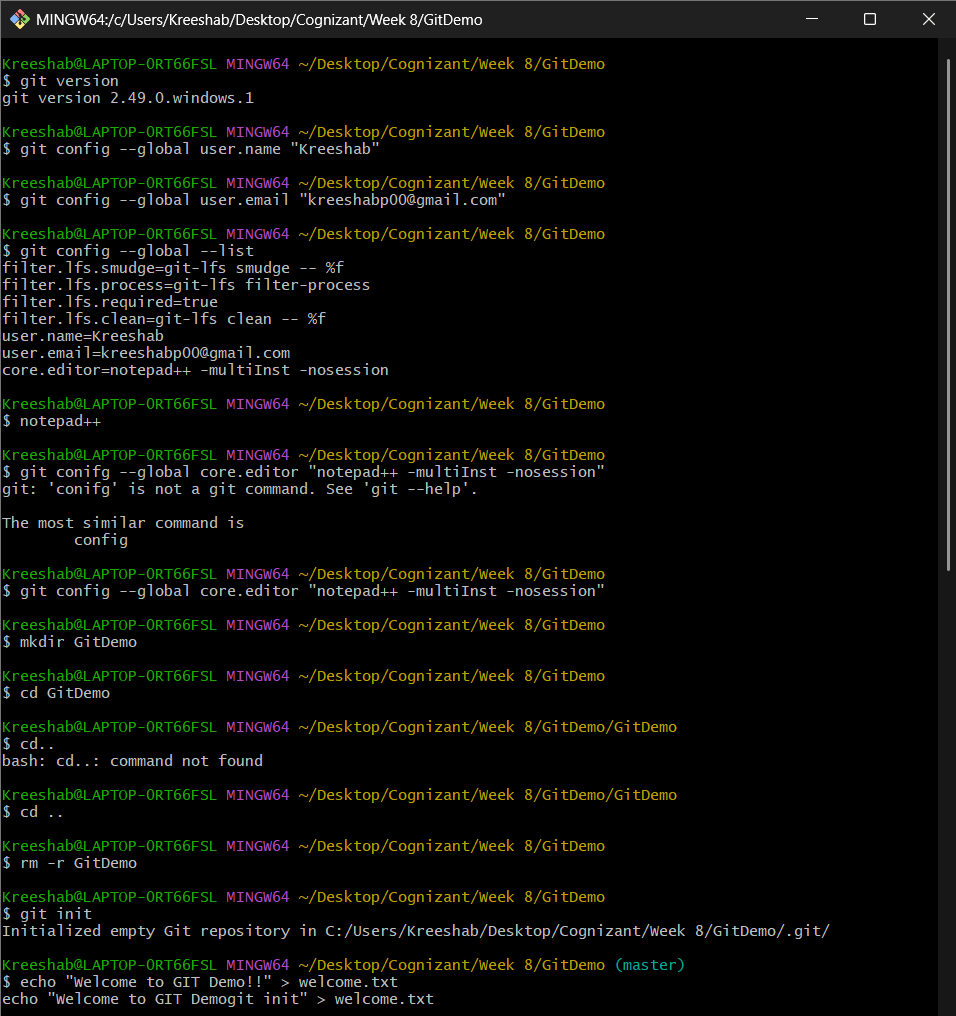 MINGW64:/c/Users/Kreeshab/Desktop/Cognizant/Week 8/GitDemo
Kreeshab@LAPTOP-0RT66FSL MINGW64 ~/Desktop/Cognizant/Week 8/GitDemo
$ git version
git version 2.49.0.windows.1
Kreeshab@LAPTOP-0RT66FSL MINGW64 ~/Desktop/Cognizant/Week 8/GitDemo
$ git config --global user.name "Kreeshab"
Kreeshab@LAPTOP-0RT66FSL MINGW64 ~/Desktop/Cognizant/Week 8/GitDemo
$ git config --global user.email "kreeshabp00@gmail.com"
Kreeshab@LAPTOP-0RT66FSL MINGW64 ~/Desktop/Cognizant/Week 8/GitDemo
$ git config --global --list
filter.lfs.smudge=git-lfs smudge -- %f
filter.lfs.process=git-lfs filter-process
filter.lfs.required=true
filter.lfs.clean=git-lfs clean -- %f
user.name=Kreeshab
user.email=kreeshabp00@gmail.com
core.editor=notepad++ -multiInst -nosession
Kreeshab@LAPTOP-0RT66FSL MINGW64 ~/Desktop/Cognizant/Week 8/GitDemo
$ notepad++
Kreeshab@LAPTOP-0RT66FSL MINGW64 ~/Desktop/Cognizant/Week 8/GitDemo
$ git conifg --global core.editor "notepad++ -multiInst -nosession"
git: 'conifg' is not a git command. See 'git --help'.
The most similar command is
config
Kreeshab@LAPTOP-0RT66FSL MINGW64 ~/Desktop/Cognizant/Week 8/GitDemo
$ git config --global core.editor "notepad++ -multiInst -nosession"
Kreeshab@LAPTOP-0RT66FSL MINGW64 ~/Desktop/Cognizant/Week 8/GitDemo
$ mkdir GitDemo
Kreeshab@LAPTOP-0RT66FSL MINGW64 ~/Desktop/Cognizant/Week 8/GitDemo
$ cd GitDemo
Kreeshab@LAPTOP-0RT66FSL MINGW64 ~/Desktop/Cognizant/Week 8/GitDemo/GitDemo
$ cd..
bash: cd..: command not found
Kreeshab@LAPTOP-0RT66FSL MINGW64 ~/Desktop/Cognizant/Week 8/GitDemo/GitDemo
$ cd ..
Kreeshab@LAPTOP-0RT66FSL MINGW64 ~/Desktop/Cognizant/Week 8/GitDemo
$ rm -r GitDemo
Kreeshab@LAPTOP-0RT66FSL MINGW64 ~/Desktop/Cognizant/Week 8/GitDemo
$ git init
Initialized empty Git repository in C:/Users/Kreeshab/Desktop/Cognizant/Week 8/GitDemo/.git/
Kreeshab@LAPTOP-0RT66FSL MINGW64 ~/Desktop/Cognizant/Week 8/GitDemo (master)
$ echo "Welcome to GIT Demo!!" > welcome.txt
echo "Welcome to GIT Demogit init" > welcome.txt